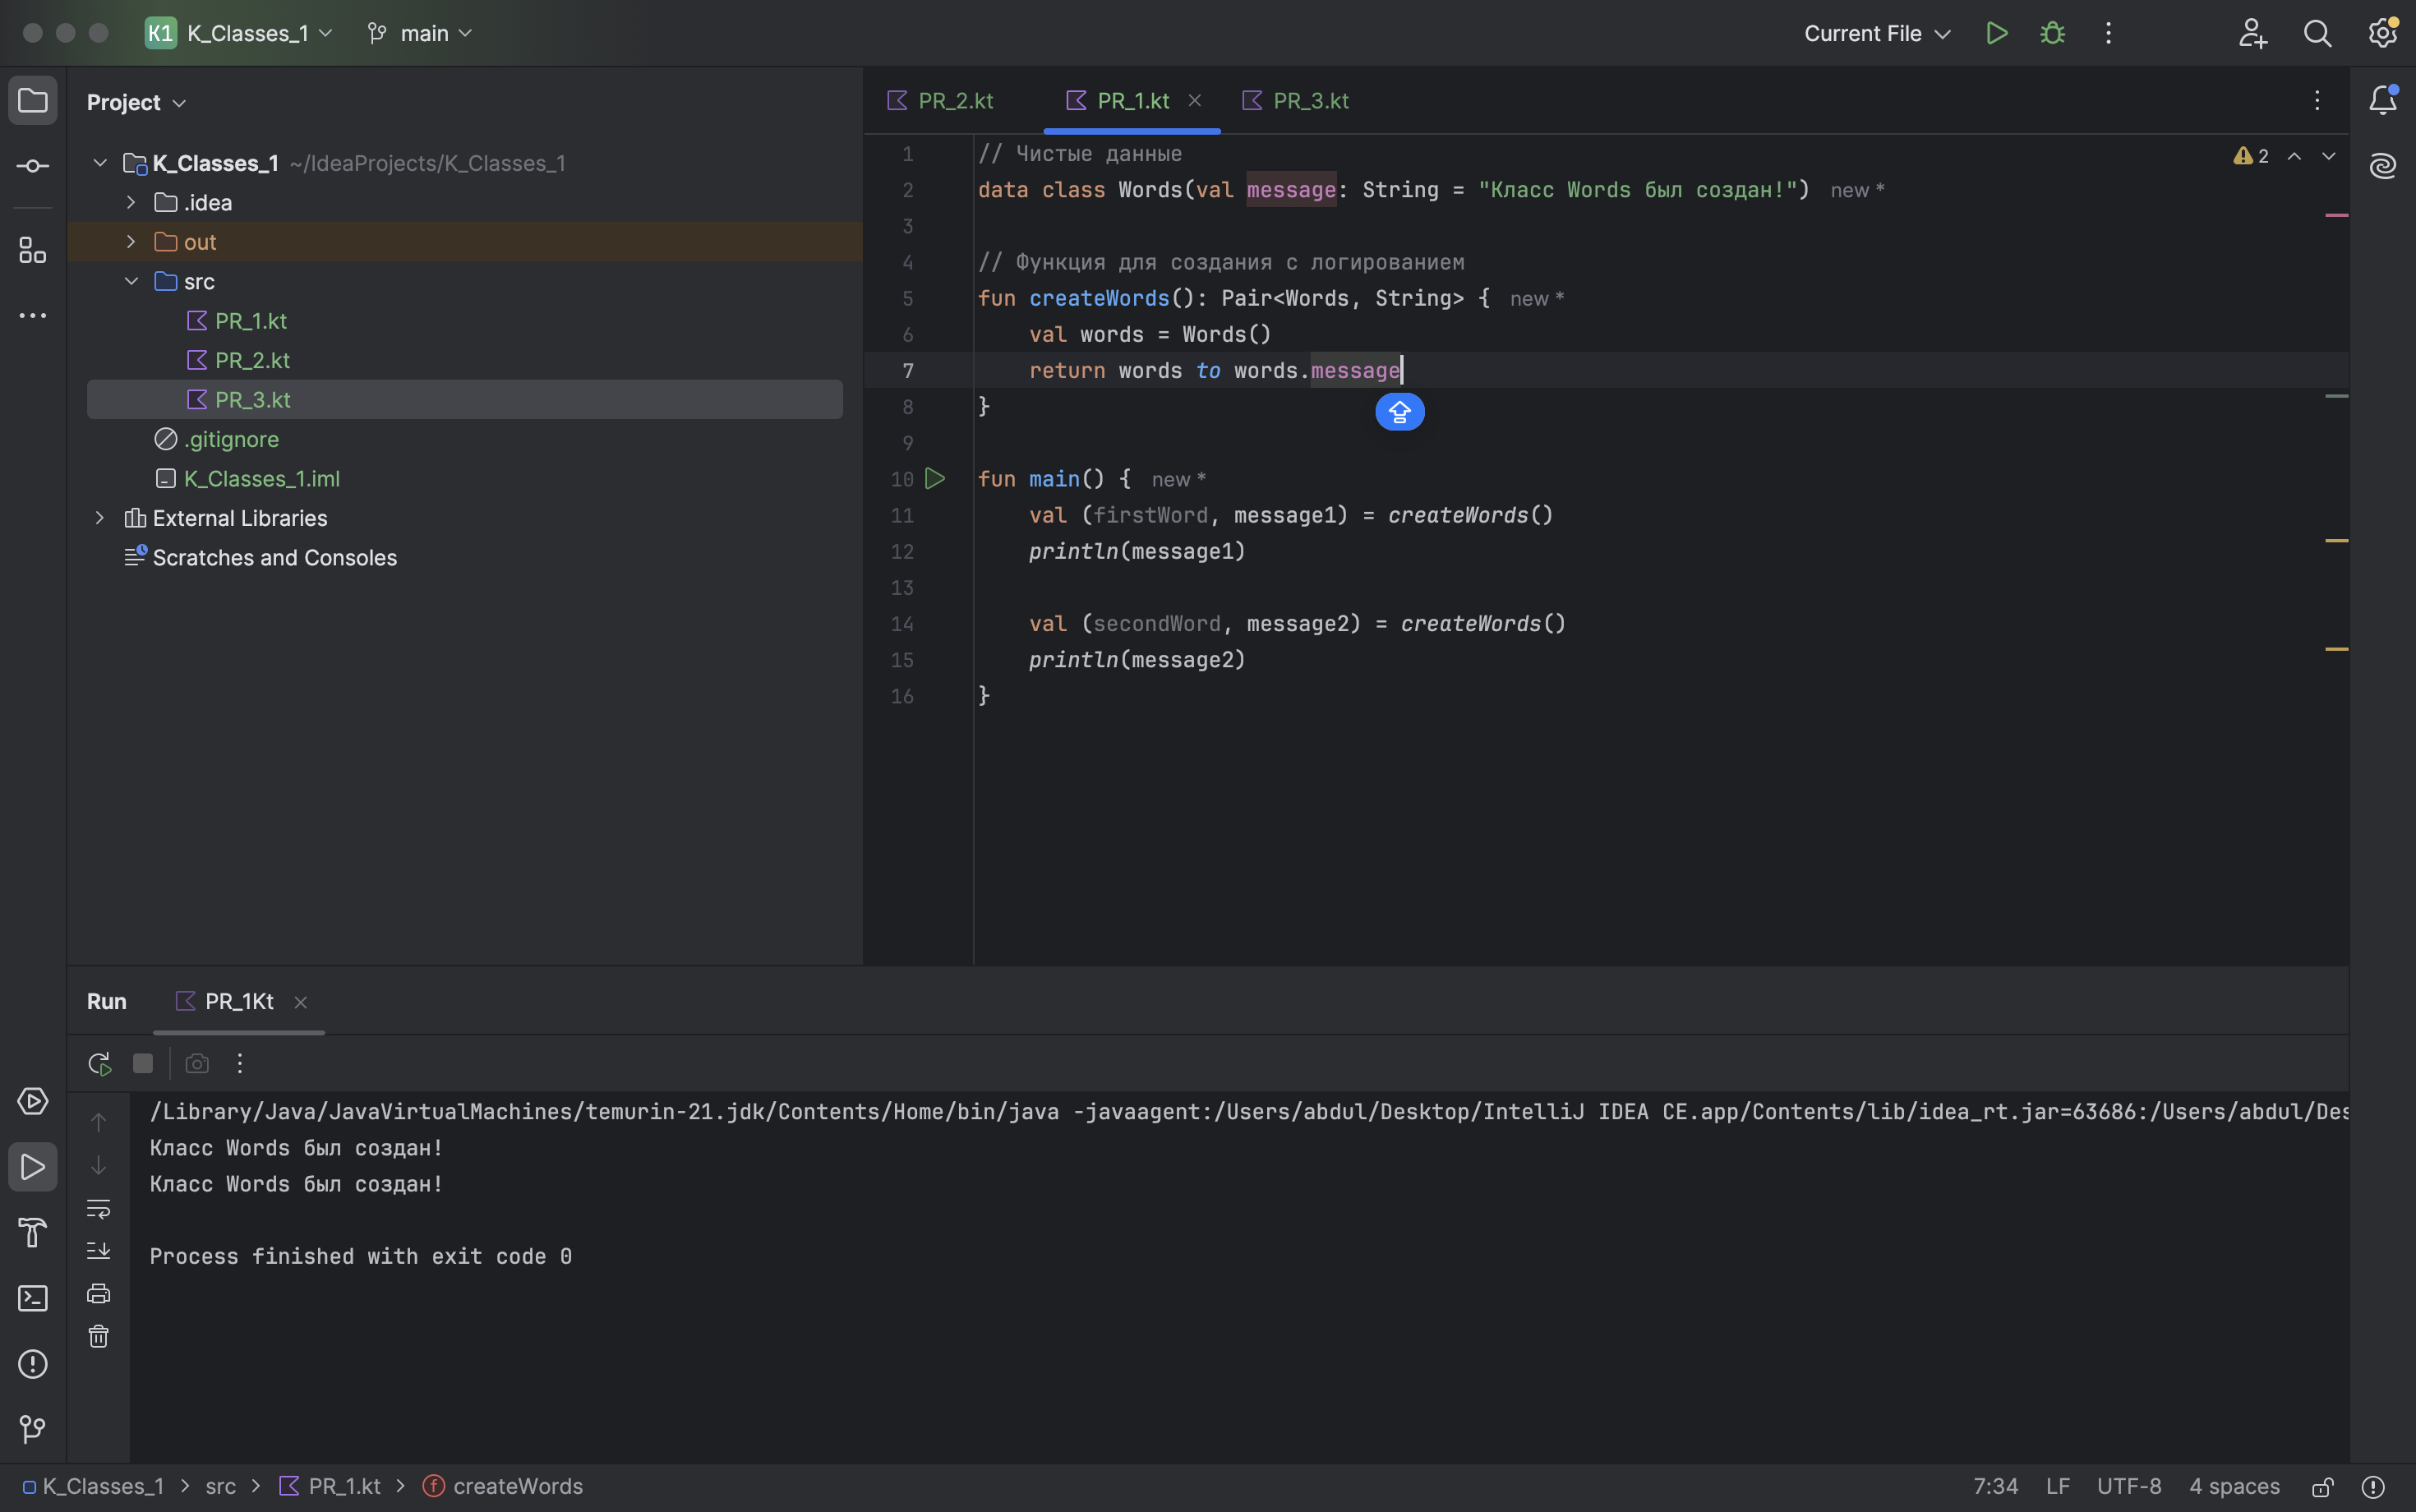 K1 K_Classes_1 main Current File
Project
K_Classes_1 ~/IdeaProjects/K_Classes_1
.idea
out
src
PR_1.kt
PR_2.kt
PR_3.kt
.gitignore
K_Classes_1.iml
External Libraries
Scratches and Consoles
PR_2.kt PR_1.kt PR_3.kt
2
1 // Чистые данные
2 data class Words(val message: String = "Класс Words был создан!") new *
3
4 // Функция для создания с логированием
5 fun createWords(): Pair<Words, String> { new *
6 val words = Words()
7 return words to words.message
8 }
9
10 fun main() { new *
11 val (firstWord, message1) = createWords()
12 println(message1)
13
14 val (secondWord, message2) = createWords()
15 println(message2)
16 }
Run PR_1Kt
/Library/Java/JavaVirtualMachines/temurin-21.jdk/Contents/Home/bin/java -javaagent:/Users/abdul/Desktop/IntelliJ IDEA CE.app/Contents/lib/idea_rt.jar=63686:/Users/abdul/Des
Класс Words был создан!
Класс Words был создан!
Process finished with exit code 0
K_Classes_1 > src > PR_1.kt > f createWords 7:34 LF UTF-8 4 spaces